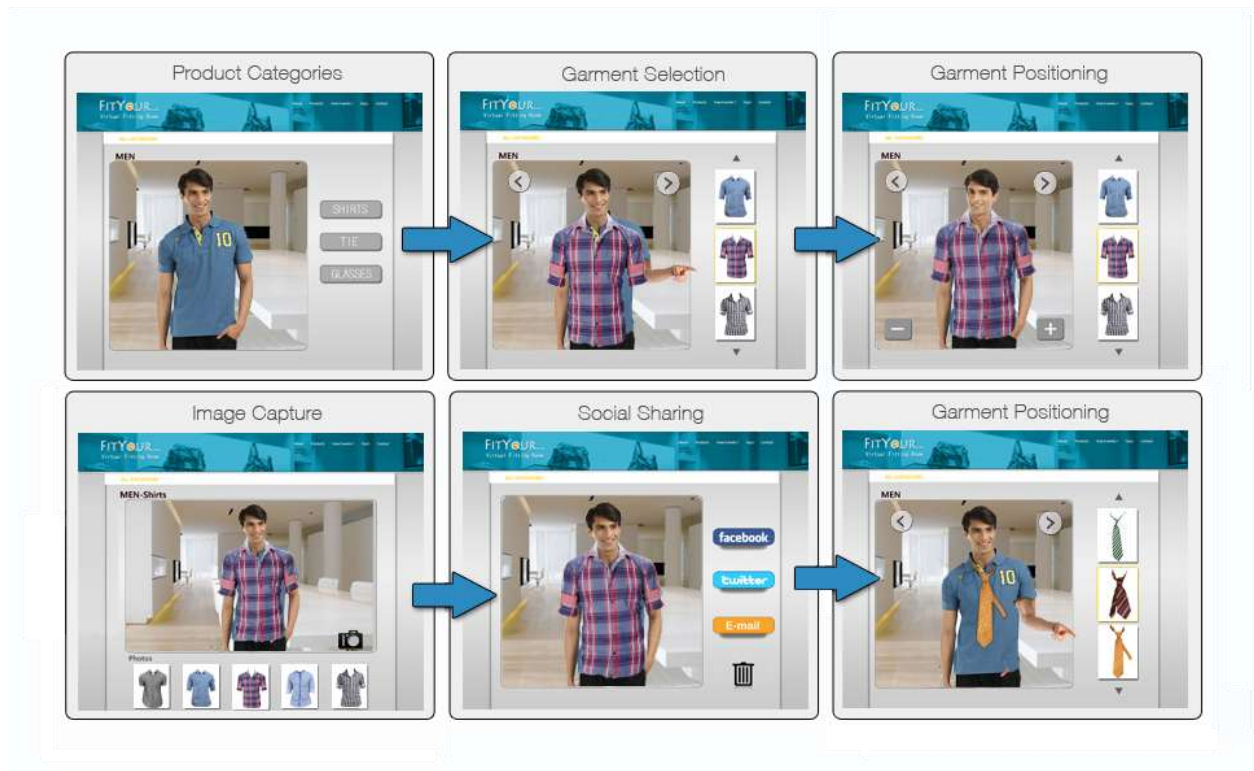 Product Categories
FITYOUR...
Virtual Fitting Room
MEN
SHIRTS
TIE
GLASSES
Garment Selection
FITYOUR...
Virtual Fitting Room
MEN
Garment Positioning
FITYOUR...
Virtual Fitting Room
MEN
Image Capture
FITYOUR...
Virtual Fitting Room
MEN-Shirts
Photos
Social Sharing
FITYOUR...
Virtual Fitting Room
facebook
twitter
E-mail
Garment Positioning
FITYOUR...
Virtual Fitting Room
MEN
10